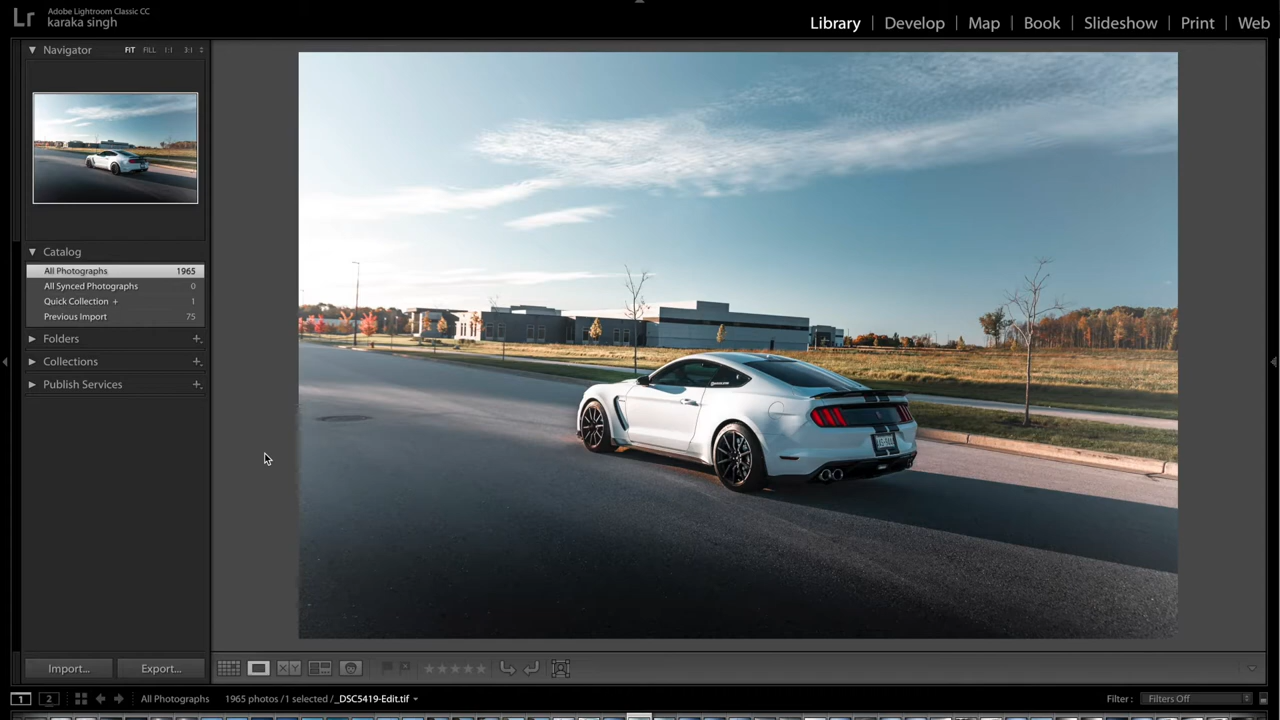 Lr
Adobe Lightroom Classic CC
karaka singh
Library | Develop | Map | Book | Slideshow | Print | Web
Navigator FIT FILL 1:1 3:1
Catalog
All Photographs 1965
All Synced Photographs 0
Quick Collection + 1
Previous Import 75
Folders +
Collections +
Publish Services +
Import... Export...
X Y
1 2 All Photographs 1965 photos / 1 selected / _DSC5419-Edit.tif Filter : Filters Off